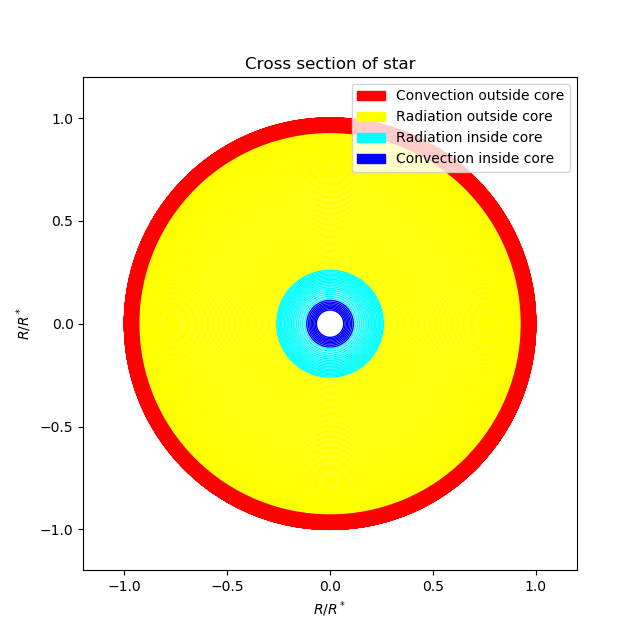 Cross section of star
Convection outside core
Radiation outside core
Radiation inside core
Convection inside core
1.0
0.5
0.0
−0.5
−1.0
R/R*
−1.0 −0.5 0.0 0.5 1.0
R/R*